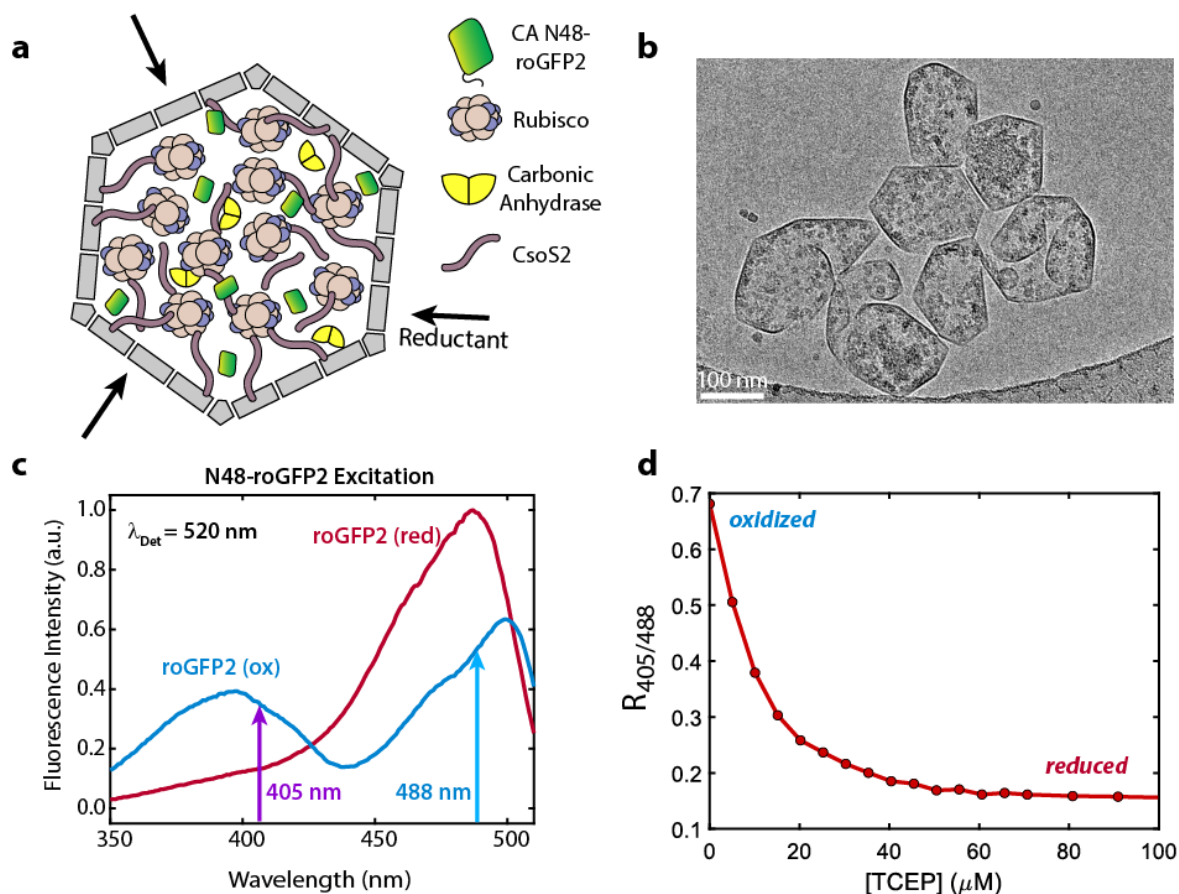 a
CA N48-
roGFP2
Rubisco
Carbonic
Anhydrase
CsoS2
Reductant
b
100 nm
c
N48-roGFP2 Excitation
λDet = 520 nm
roGFP2 (red)
roGFP2 (ox)
405 nm
488 nm
Fluorescence Intensity (a.u.)
1.0
0.8
0.6
0.4
0.2
0.0
350
400
450
500
Wavelength (nm)
d
oxidized
reduced
R405/488
0.7
0.6
0.5
0.4
0.3
0.2
0.1
0
20
40
60
80
100
[TCEP] (μM)